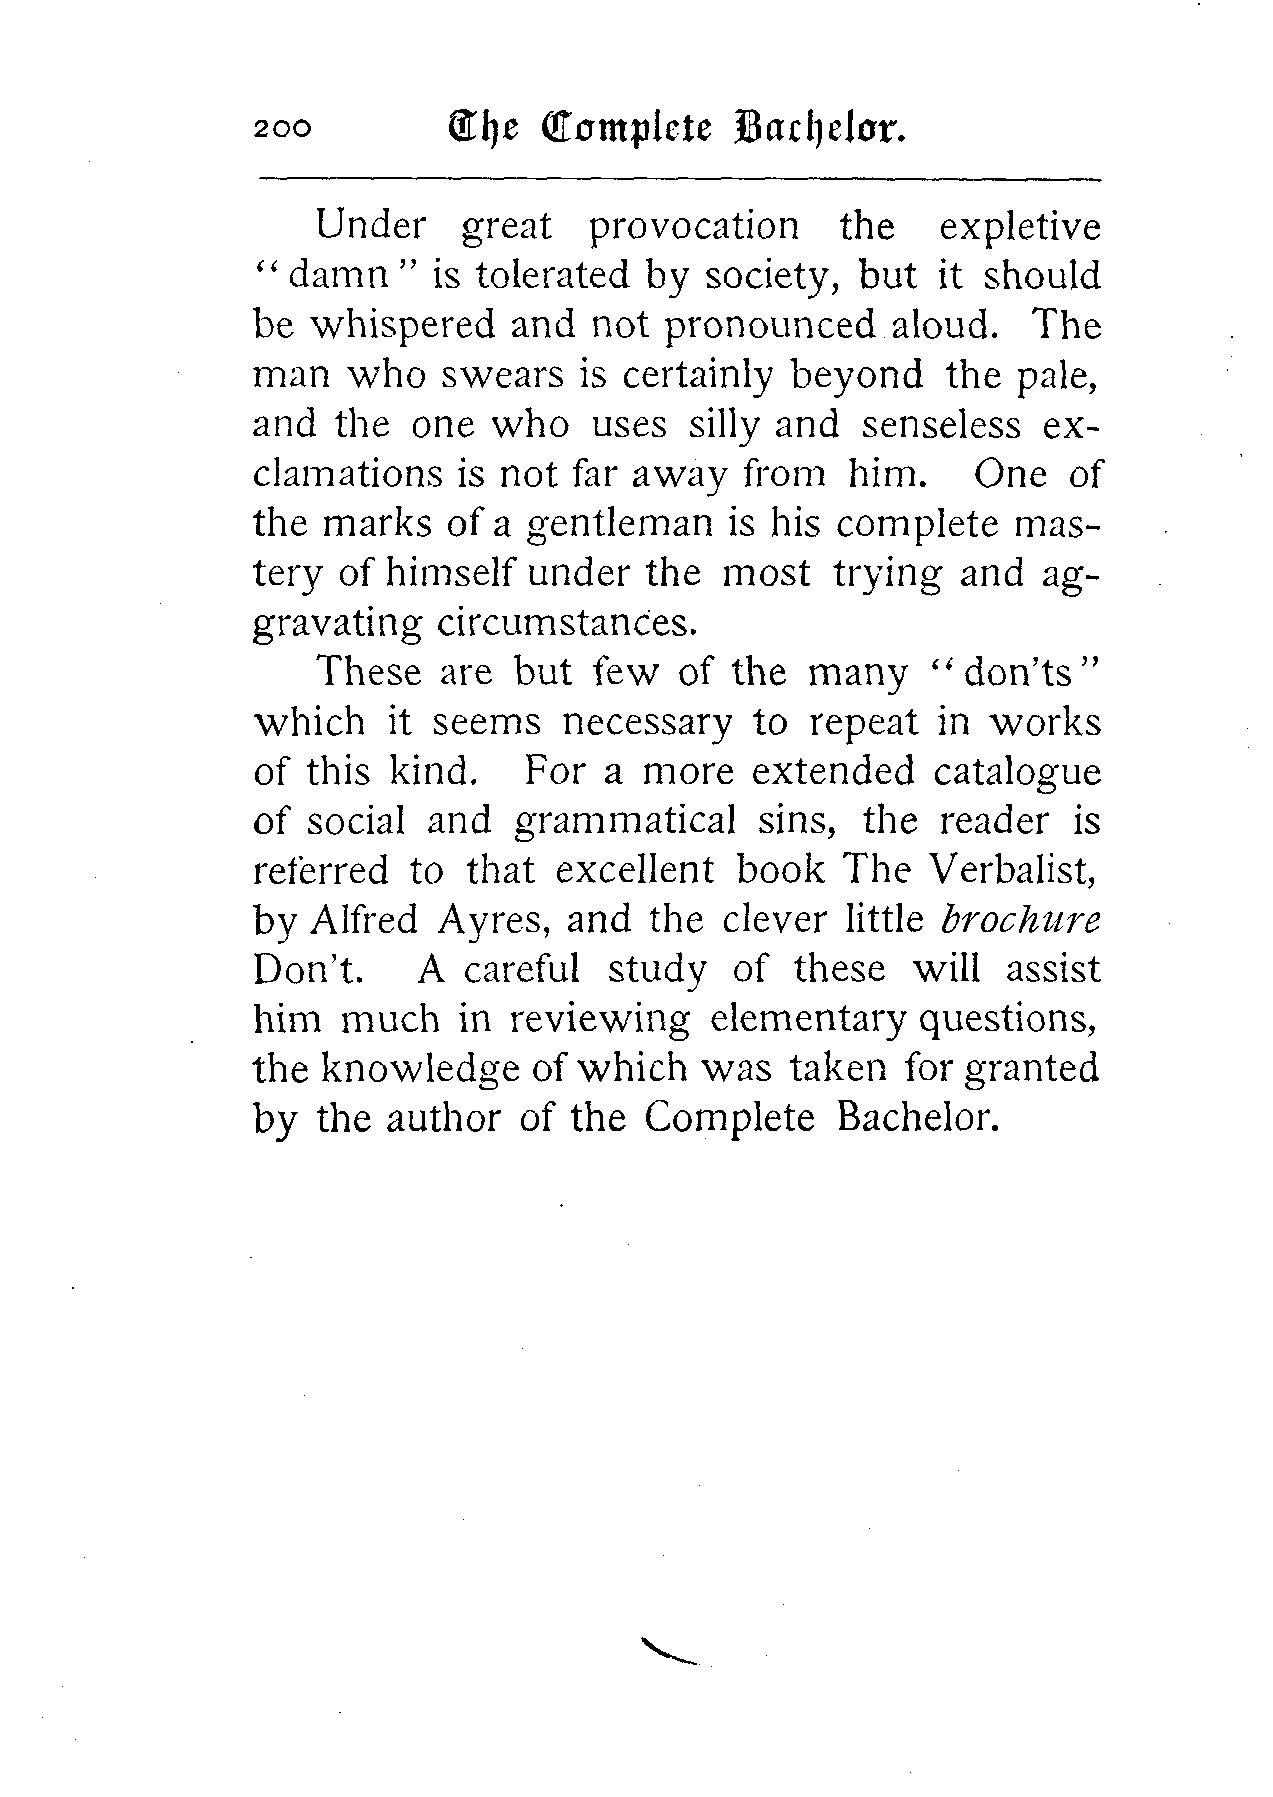 200 The Complete Bachelor.
Under great provocation the expletive
“ damn ” is tolerated by society, but it should
be whispered and not pronounced aloud. The
man who swears is certainly beyond the pale,
and the one who uses silly and senseless ex-
clamations is not far away from him. One of
the marks of a gentleman is his complete mas-
tery of himself under the most trying and ag-
gravating circumstances.
These are but few of the many “ don'ts ”
which it seems necessary to repeat in works
of this kind. For a more extended catalogue
of social and grammatical sins, the reader is
referred to that excellent book The Verbalist,
by Alfred Ayres, and the clever little brochure
Don't. A careful study of these will assist
him much in reviewing elementary questions,
the knowledge of which was taken for granted
by the author of the Complete Bachelor.